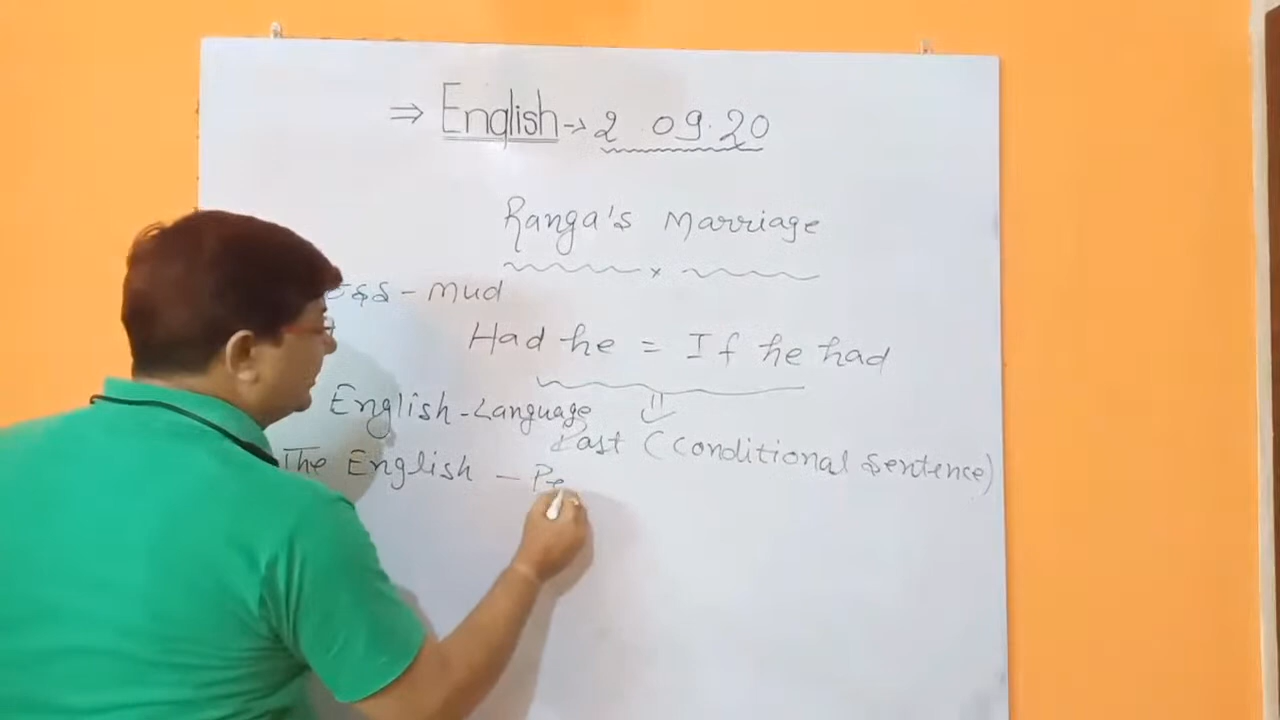 ⇒ English → 2 09.20
Ranga's Marriage
- Mud
Had he = If he had
English - Language
Past (Conditional Sentence)
The English - Pe